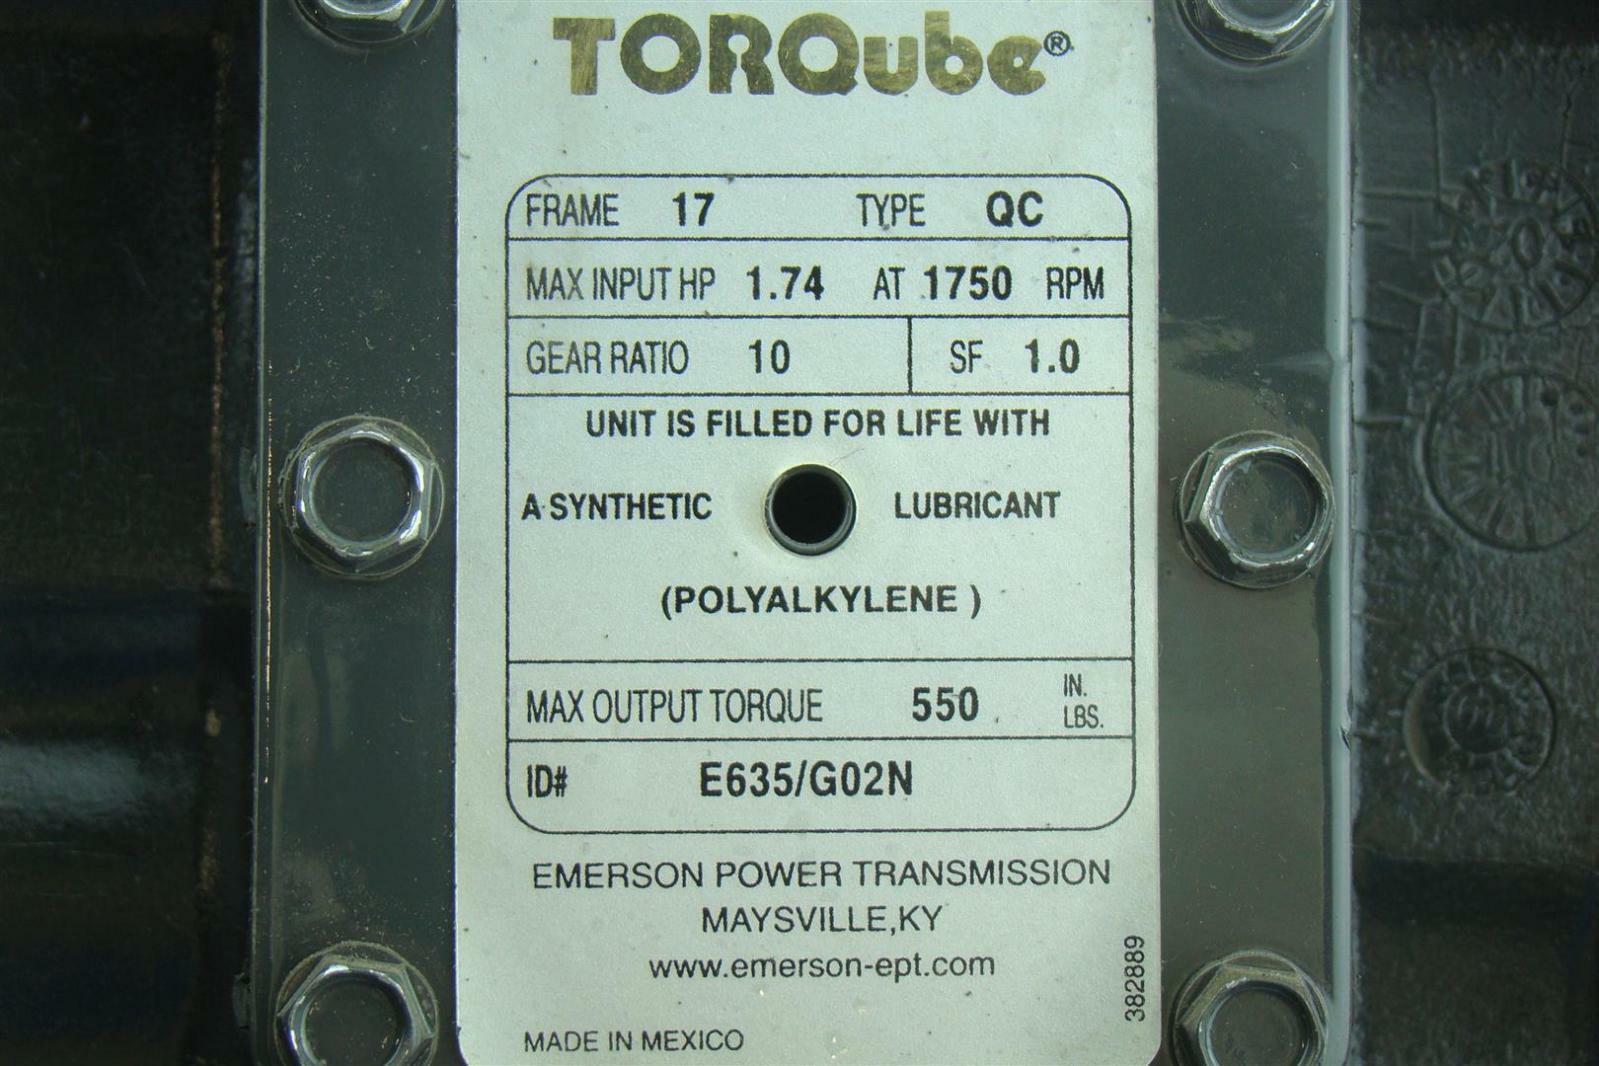 TORQube®
FRAME 17 TYPE QC
MAX INPUT HP 1.74 AT 1750 RPM
GEAR RATIO 10 SF 1.0
UNIT IS FILLED FOR LIFE WITH
A SYNTHETIC LUBRICANT
(POLYALKYLENE )
MAX OUTPUT TORQUE 550 IN. LBS.
ID# E635/G02N
EMERSON POWER TRANSMISSION
MAYSVILLE,KY
www.emerson-ept.com
382889
MADE IN MEXICO